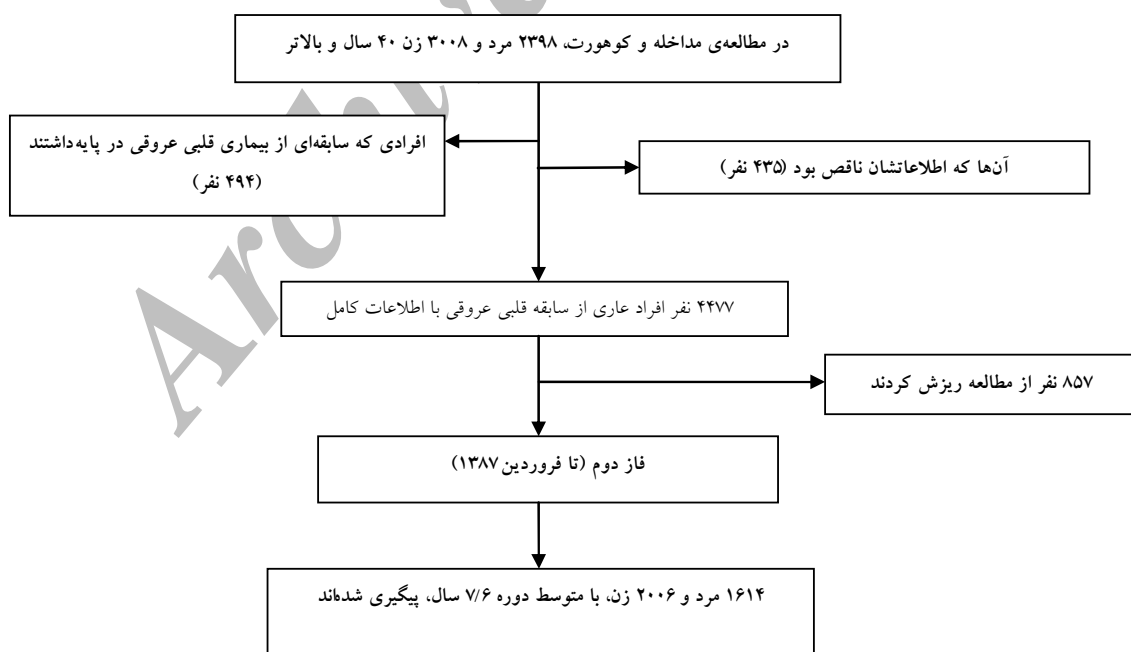 در مطالعه‌ی مداخله و کوهورت، ۲۳۹۸ مرد و ۳۰۰۸ زن ۴۰ سال و بالاتر
افرادی که سابقه‌ای از بیماری قلبی عروقی در پایه‌داشتند
(۴۹۴ نفر)
آن‌ها که اطلاعاتشان ناقص بود (۴۳۵ نفر)
۴۴۷۷ نفر افراد عاری از سابقه قلبی عروقی با اطلاعات کامل
۸۵۷ نفر از مطالعه ریزش کردند
فاز دوم (تا فروردین ۱۳۸۷)
۱۶۱۴ مرد و ۲۰۰۶ زن، با متوسط دوره ۷/۶ سال، پیگیری شده‌اند